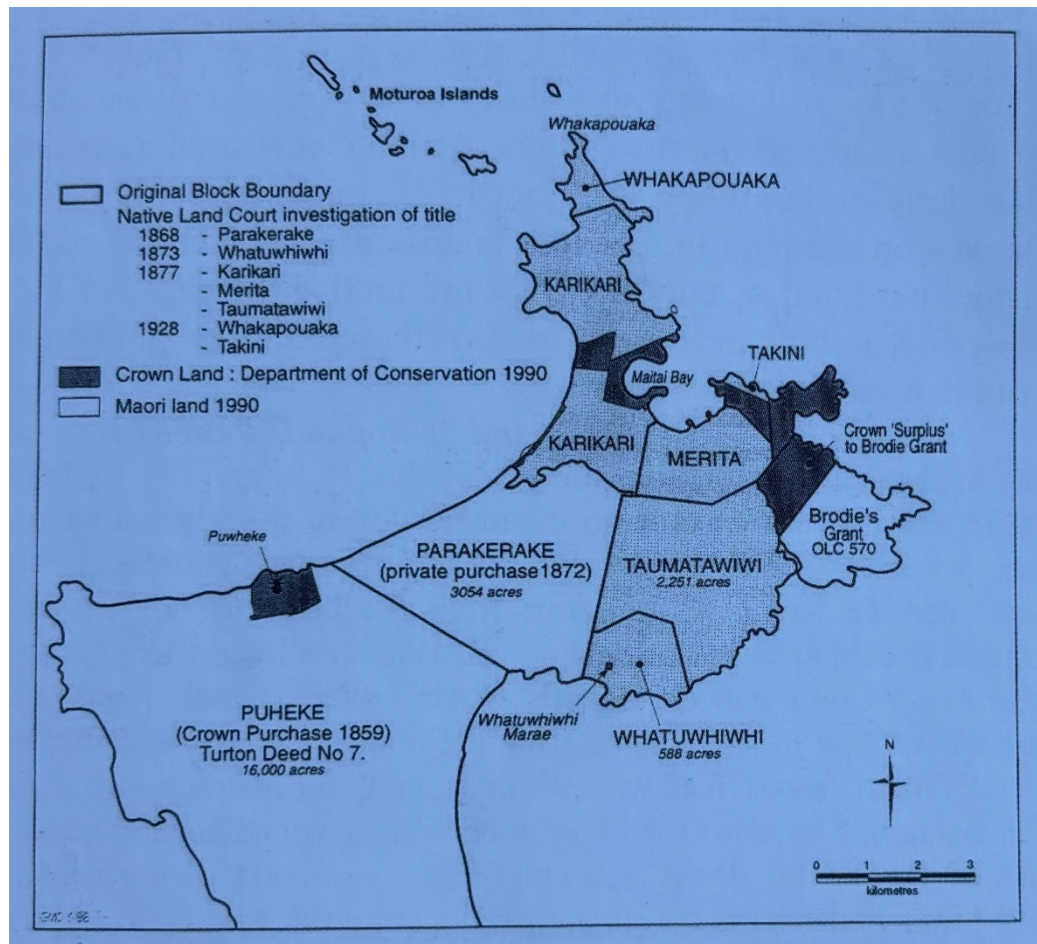 Moturoa Islands
Whakapouaka
WHAKAPOUAKA
Original Block Boundary
Native Land Court investigation of title
1868 - Parakerake
1873 - Whatuwhiwhi
1877 - Karikari
- Merita
- Taumatawiwi
1928 - Whakapouaka
- Takini
Crown Land : Department of Conservation 1990
Maori land 1990
KARIKARI
TAKINI
Maitai Bay
Crown 'Surplus'
to Brodie Grant
KARIKARI
MERITA
Brodie's
Grant
OLC 570
Puwheke
PARAKERAKE
(private purchase 1872)
3054 acres
TAUMATAWIWI
2,251 acres
PUHEKE
(Crown Purchase 1859)
Turton Deed No 7.
16,000 acres
Whatuwhiwhi
Marae
WHATUWHIWHI
588 acres
N
0 1 2 3
kilometres